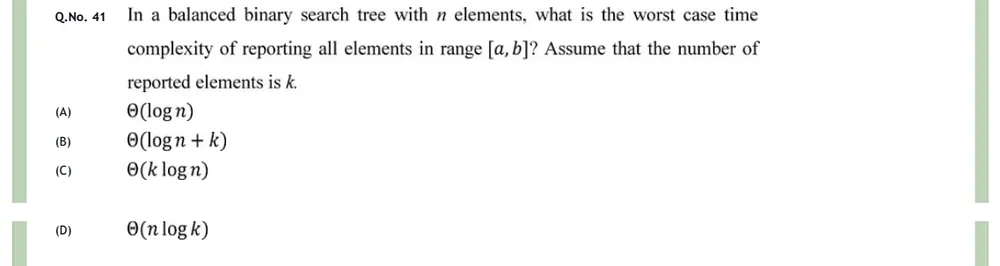 Q.No. 41 In a balanced binary search tree with n elements, what is the worst case time
complexity of reporting all elements in range [a, b]? Assume that the number of
reported elements is k.
(A) Θ(log n)
(B) Θ(log n + k)
(C) Θ(k log n)
(D) Θ(n log k)